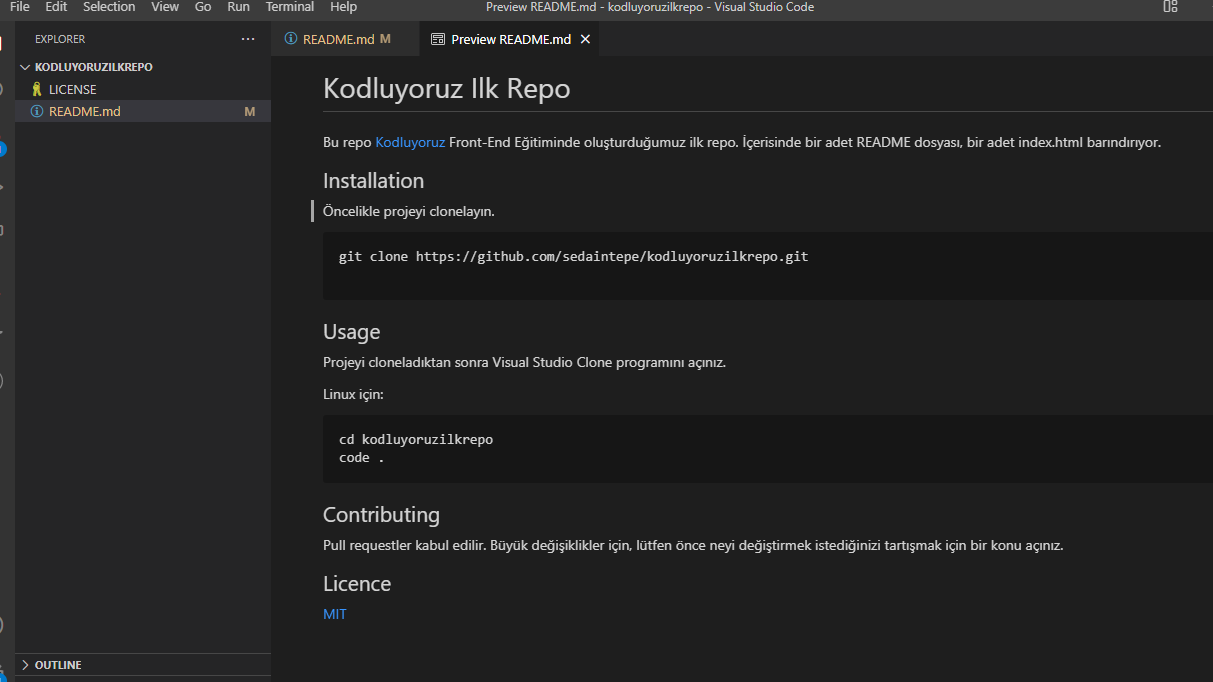 File Edit Selection View Go Run Terminal Help Preview README.md - kodluyoruzilkrepo - Visual Studio Code
EXPLORER ···
README.md M Preview README.md
KODLUYORUZILKREPO
LICENSE
README.md M
Kodluyoruz Ilk Repo
Bu repo Kodluyoruz Front-End Eğitiminde oluşturduğumuz ilk repo. İçerisinde bir adet README dosyası, bir adet index.html barındırıyor.
Installation
Öncelikle projeyi clonelayın.
git clone https://github.com/sedaintepe/kodluyoruzilkrepo.git
Usage
Projeyi cloneladıktan sonra Visual Studio Clone programını açınız.
Linux için:
cd kodluyoruzilkrepo
code .
Contributing
Pull requestler kabul edilir. Büyük değişiklikler için, lütfen önce neyi değiştirmek istediğinizi tartışmak için bir konu açınız.
Licence
MIT
OUTLINE